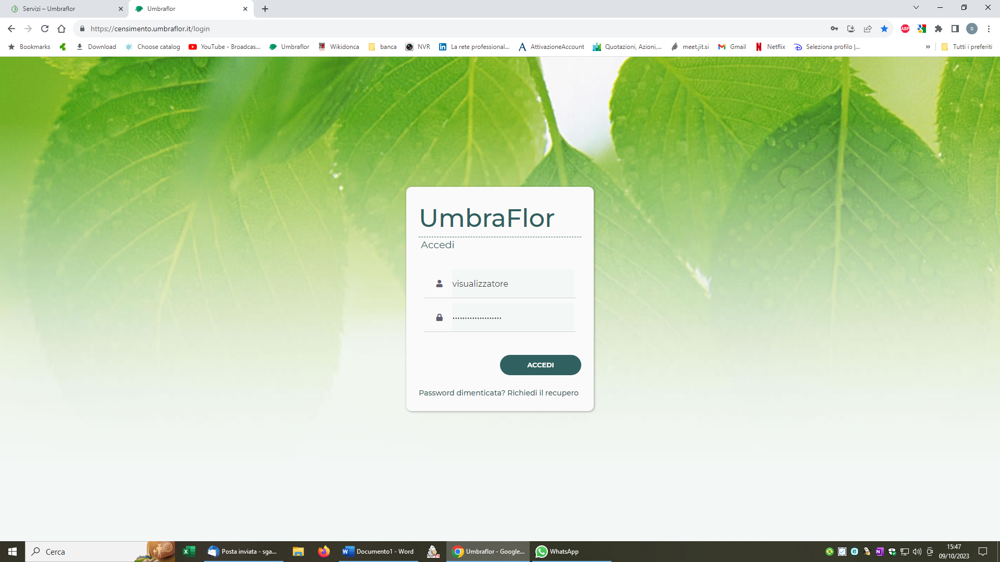 Servizi – Umbraflor
Umbraflor
https://censimento.umbraflor.it/login
ABP
S
Bookmarks
Download
Choose catalog
YouTube - Broadcas...
Umbraflor
Wikidonca
banca
NVR
La rete professional...
AttivazioneAccount
Quotazioni, Azioni,...
meet.jit.si
Gmail
Netflix
Seleziona profilo |...
Tutti i preferiti
UmbraFlor
Accedi
visualizzatore
ACCEDI
Password dimenticata? Richiedi il recupero
Cerca
Posta inviata - sga...
Documento1 - Word
Umbraflor - Google...
WhatsApp
15:47
09/10/2023